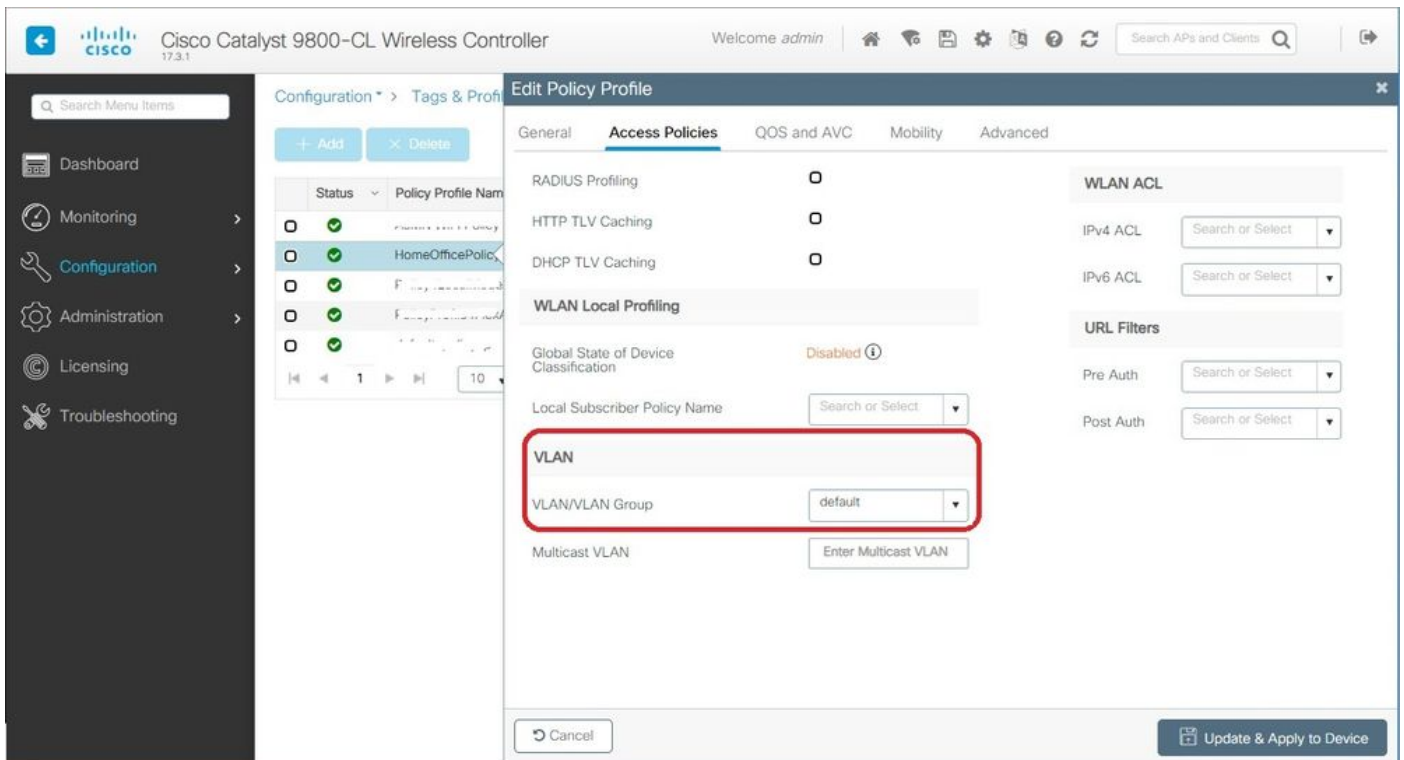 CISCO
Cisco Catalyst 9800-CL Wireless Controller
17.3.1
Welcome admin
Search APs and Clients
Search Menu Items
Dashboard
Monitoring
Configuration
Administration
Licensing
Troubleshooting
Configuration * > Tags & Profil
+ Add
× Delete
Status
Policy Profile Nam
HomeOfficePolic
1
10
Edit Policy Profile
General
Access Policies
QOS and AVC
Mobility
Advanced
RADIUS Profiling
HTTP TLV Caching
DHCP TLV Caching
WLAN Local Profiling
Global State of Device
Classification
Disabled
Local Subscriber Policy Name
Search or Select
VLAN
VLAN/VLAN Group
default
Multicast VLAN
Enter Multicast VLAN
WLAN ACL
IPv4 ACL
Search or Select
IPv6 ACL
Search or Select
URL Filters
Pre Auth
Search or Select
Post Auth
Search or Select
Cancel
Update & Apply to Device